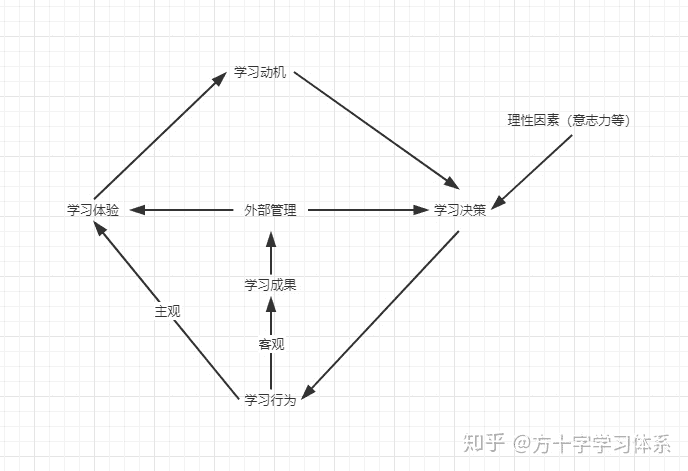 学习动机
理性因素（意志力等）
学习体验
外部管理
学习决策
学习成果
主观
客观
学习行为
知乎 @方十字学习体系